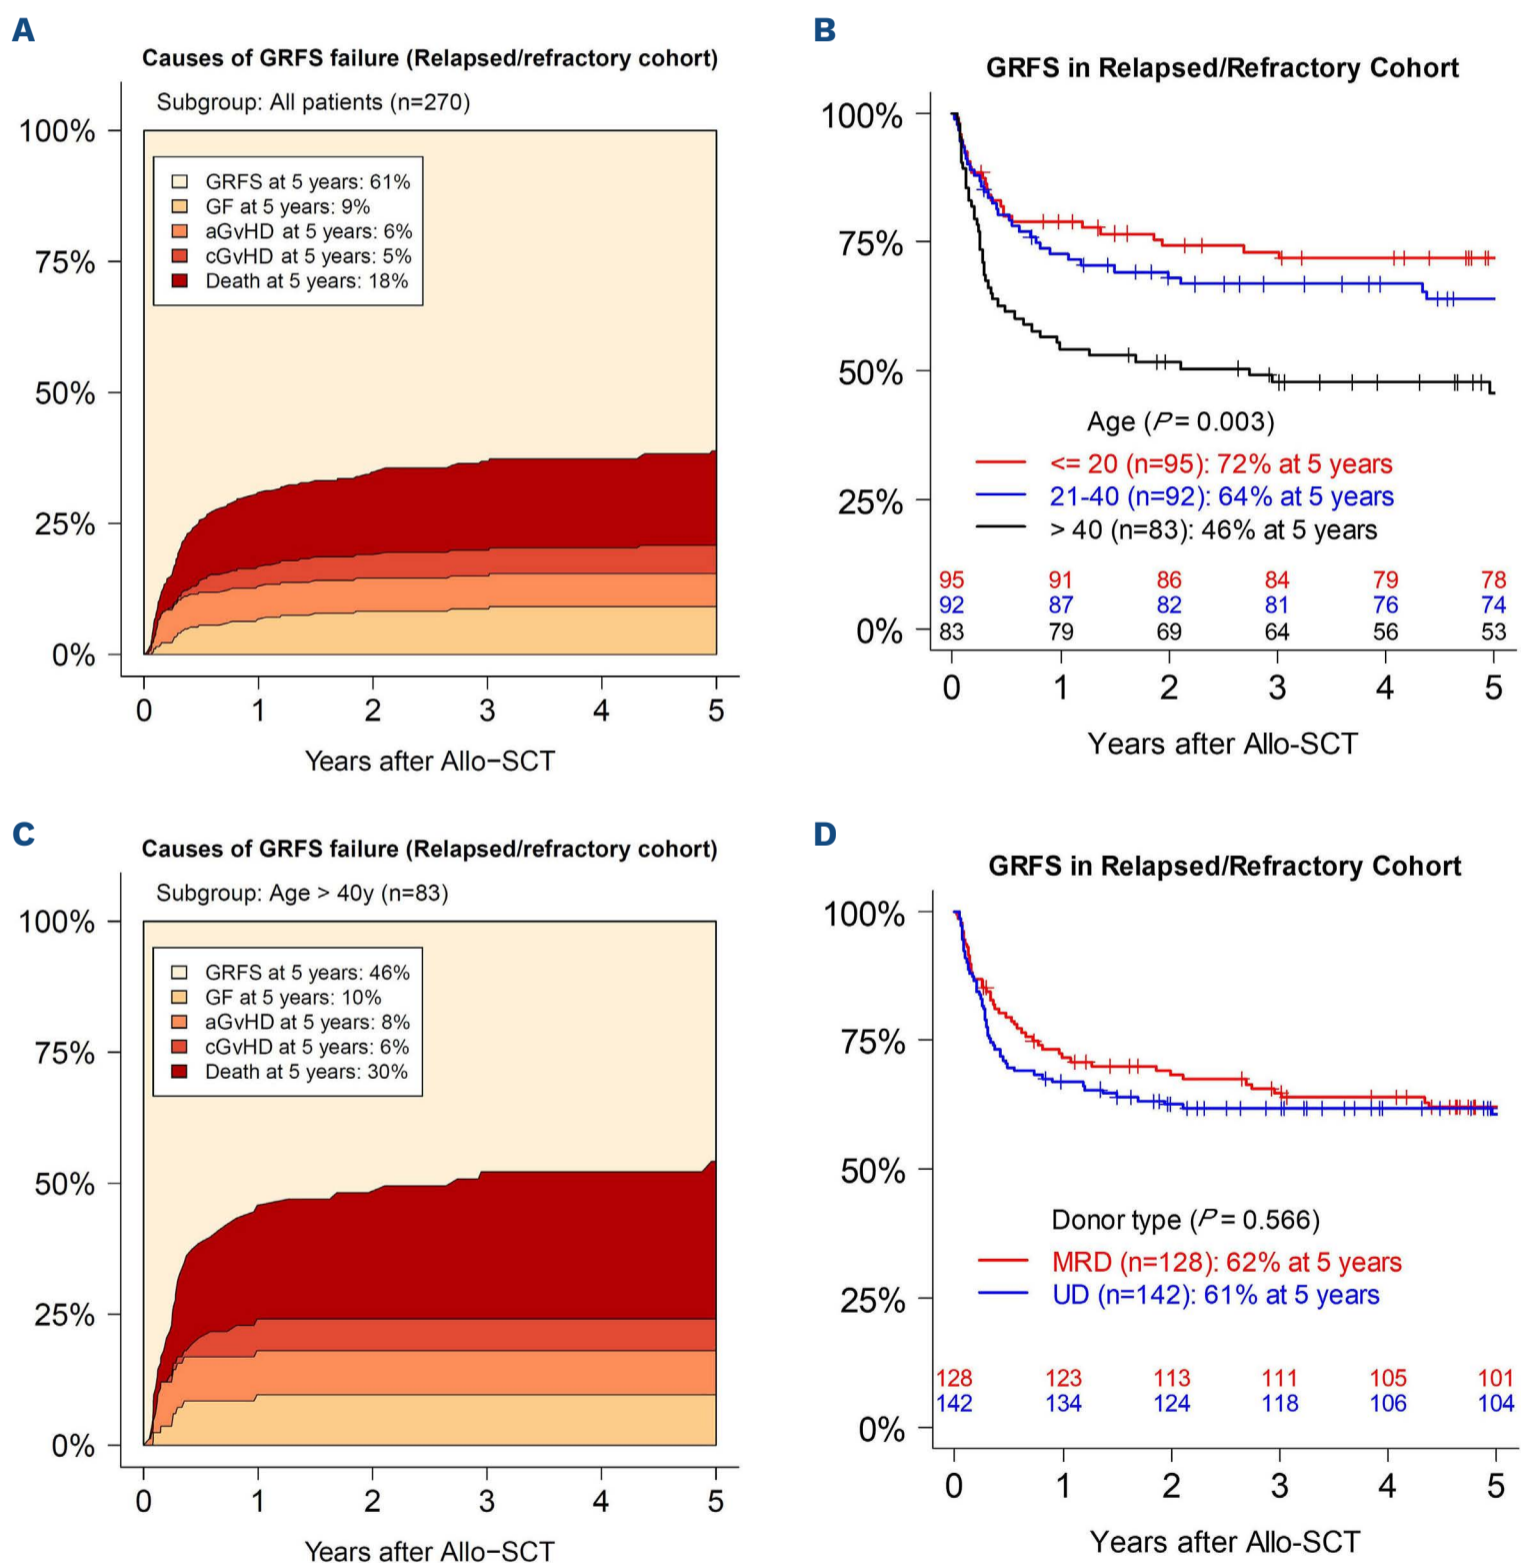 A
Causes of GRFS failure (Relapsed/refractory cohort)
Subgroup: All patients (n=270)
100%
75%
50%
25%
0%
GRFS at 5 years: 61%
GF at 5 years: 9%
aGvHD at 5 years: 6%
cGvHD at 5 years: 5%
Death at 5 years: 18%
0 1 2 3 4 5
Years after Allo−SCT
B
GRFS in Relapsed/Refractory Cohort
100%
75%
50%
25%
0%
Age (P = 0.003)
<= 20 (n=95): 72% at 5 years
21-40 (n=92): 64% at 5 years
> 40 (n=83): 46% at 5 years
95 91 86 84 79 78
92 87 82 81 76 74
83 79 69 64 56 53
0 1 2 3 4 5
Years after Allo-SCT
C
Causes of GRFS failure (Relapsed/refractory cohort)
Subgroup: Age > 40y (n=83)
100%
75%
50%
25%
0%
GRFS at 5 years: 46%
GF at 5 years: 10%
aGvHD at 5 years: 8%
cGvHD at 5 years: 6%
Death at 5 years: 30%
0 1 2 3 4 5
Years after Allo−SCT
D
GRFS in Relapsed/Refractory Cohort
100%
75%
50%
25%
0%
Donor type (P = 0.566)
MRD (n=128): 62% at 5 years
UD (n=142): 61% at 5 years
128 123 113 111 105 101
142 134 124 118 106 104
0 1 2 3 4 5
Years after Allo-SCT